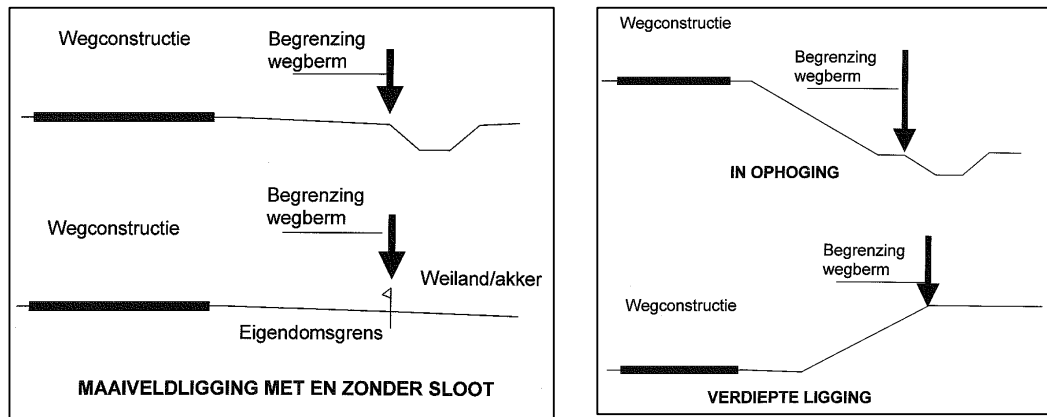 Wegconstructie
Begrenzing
wegberm
Wegconstructie
Begrenzing
wegberm
Weiland/akker
Eigendomsgrens
MAAIVELDLIGGING MET EN ZONDER SLOOT
Wegconstructie
Begrenzing
wegberm
IN OPHOGING
Begrenzing
wegberm
Wegconstructie
VERDIEPTE LIGGING